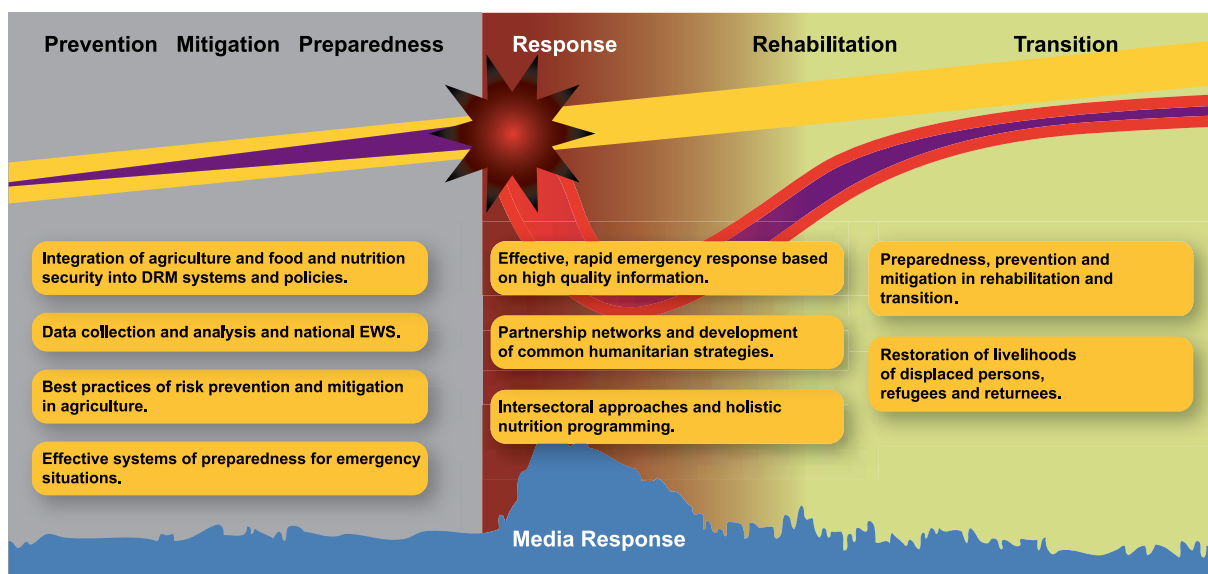 Prevention Mitigation Preparedness Response Rehabilitation Transition
Integration of agriculture and food and nutrition
security into DRM systems and policies.
Data collection and analysis and national EWS.
Best practices of risk prevention and mitigation
in agriculture.
Effective systems of preparedness for emergency
situations.
Effective, rapid emergency response based
on high quality information.
Partnership networks and development
of common humanitarian strategies.
Intersectoral approaches and holistic
nutrition programming.
Preparedness, prevention and
mitigation in rehabilitation and
transition.
Restoration of livelihoods
of displaced persons,
refugees and returnees.
Media Response